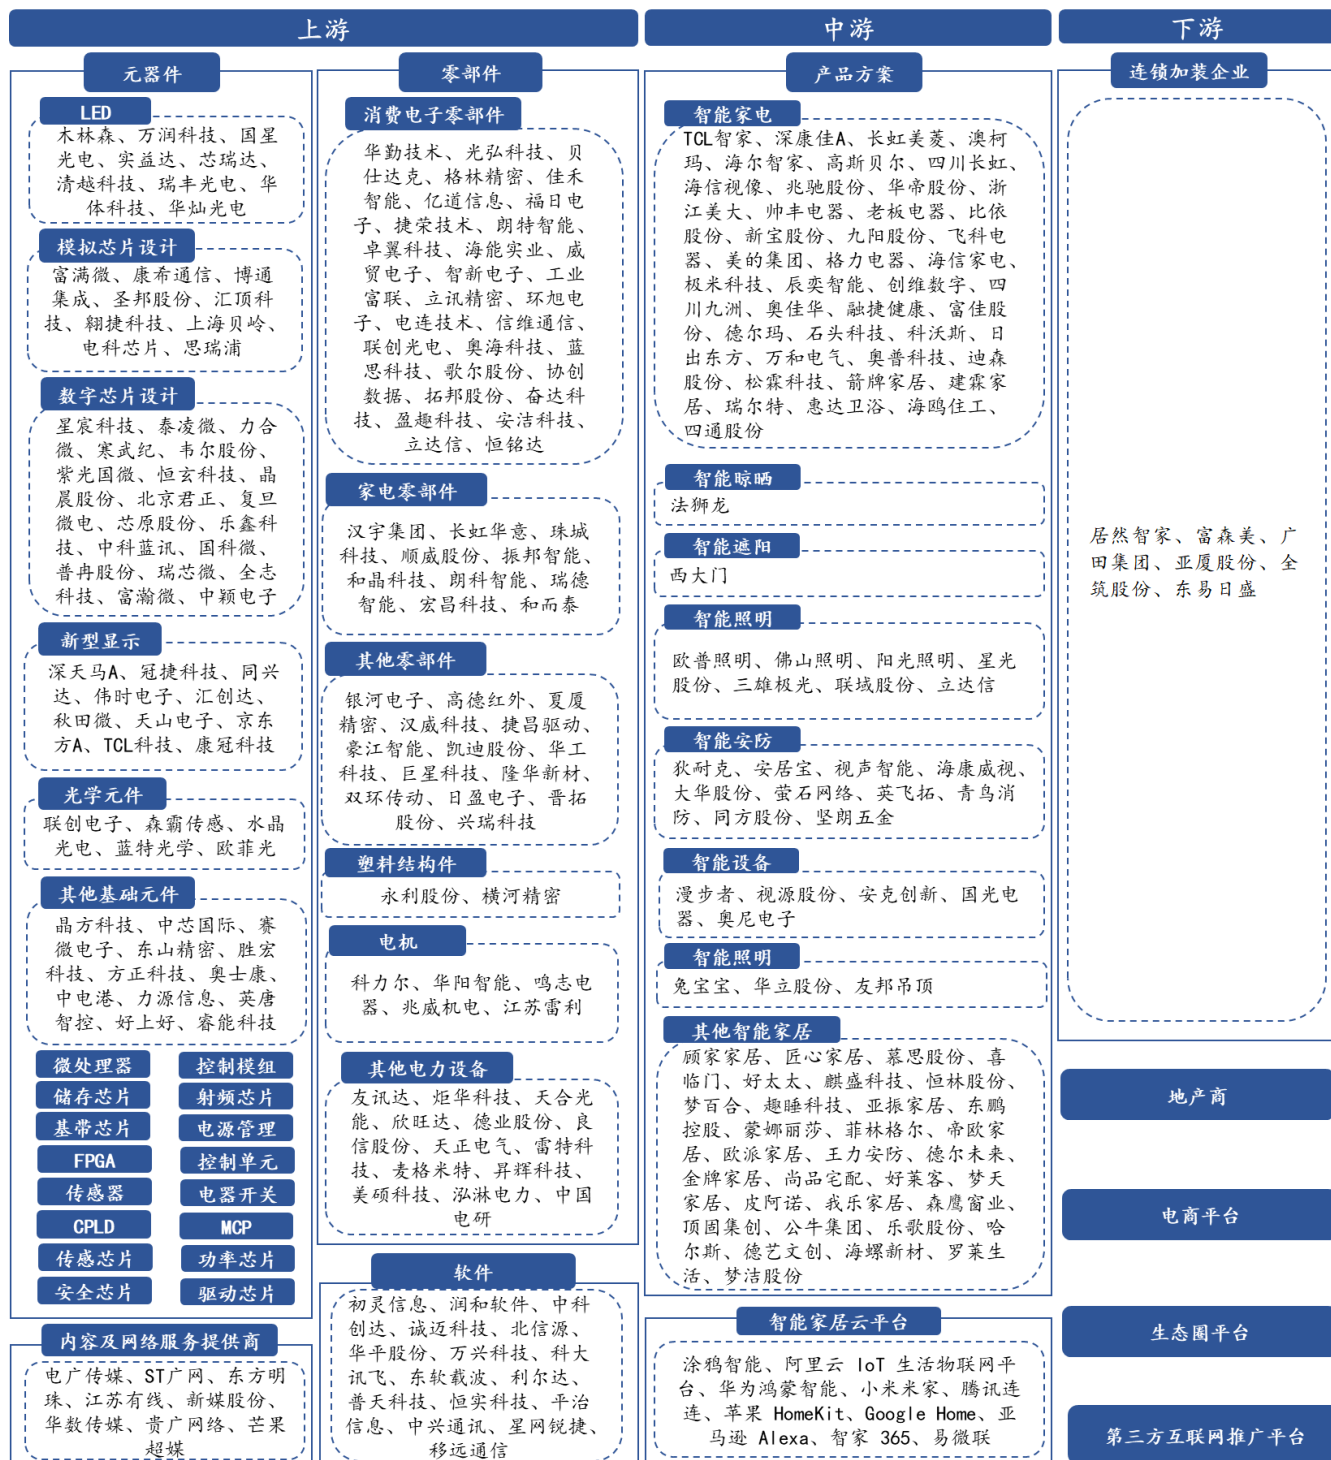 上游
元器件
LED
木林森、万润科技、国星
光电、实益达、芯瑞达、
清越科技、瑞丰光电、华
体科技、华灿光电
模拟芯片设计
富满微、康希通信、博通
集成、圣邦股份、汇顶科
技、翱捷科技、上海贝岭、
电科芯片、思瑞浦
数字芯片设计
星宸科技、泰凌微、力合
微、寒武纪、韦尔股份、
紫光国微、恒玄科技、晶
晨股份、北京君正、复旦
微电、芯原股份、乐鑫科
技、中科蓝讯、国科微、
普冉股份、瑞芯微、全志
科技、富瀚微、中颖电子
新型显示
深天马A、冠捷科技、同兴
达、伟时电子、汇创达、
秋田微、天山电子、京东
方A、TCL科技、康冠科技
光学元件
联创电子、森霸传感、水晶
光电、蓝特光学、欧菲光
其他基础元件
晶方科技、中芯国际、赛
微电子、东山精密、胜宏
科技、方正科技、奥士康、
中电港、力源信息、英唐
智控、好上好、睿能科技
微处理器
控制模组
储存芯片
射频芯片
基带芯片
电源管理
FPGA
控制单元
传感器
电器开关
CPLD
MCP
传感芯片
功率芯片
安全芯片
驱动芯片
内容及网络服务提供商
电广传媒、ST广网、东方明
珠、江苏有线、新媒股份、
华数传媒、贵广网络、芒果
超媒
零部件
消费电子零部件
华勤技术、光弘科技、贝
仕达克、格林精密、佳禾
智能、亿道信息、福日电
子、捷荣技术、朗特智能、
卓翼科技、海能实业、威
贸电子、智新电子、工业
富联、立讯精密、环旭电
子、电连技术、信维通信、
联创光电、奥海科技、蓝
思科技、歌尔股份、协创
数据、拓邦股份、奋达科
技、盈趣科技、安洁科技、
立达信、恒铭达
家电零部件
汉宇集团、长虹华意、珠城
科技、顺威股份、振邦智能、
和晶科技、朗科智能、瑞德
智能、宏昌科技、和而泰
其他零部件
银河电子、高德红外、夏厦
精密、汉威科技、捷昌驱动、
豪江智能、凯迪股份、华工
科技、巨星科技、隆华新材、
双环传动、日盈电子、晋拓
股份、兴瑞科技
塑料结构件
永利股份、横河精密
电机
科力尔、华阳智能、鸣志电
器、兆威机电、江苏雷利
其他电力设备
友讯达、炬华科技、天合光
能、欣旺达、德业股份、良
信股份、天正电气、雷特科
技、麦格米特、昇辉科技、
美硕科技、泓淋电力、中国
电研
软件
初灵信息、润和软件、中科
创达、诚迈科技、北信源、
华平股份、万兴科技、科大
讯飞、东软载波、利尔达、
普天科技、恒实科技、平治
信息、中兴通讯、星网锐捷、
移远通信
中游
产品方案
智能家电
TCL智家、深康佳A、长虹美菱、澳柯
玛、海尔智家、高斯贝尔、四川长虹、
海信视像、兆驰股份、华帝股份、浙
江美大、帅丰电器、老板电器、比依
股份、新宝股份、九阳股份、飞科电
器、美的集团、格力电器、海信家电、
极米科技、辰奕智能、创维数字、四
川九洲、奥佳华、融捷健康、富佳股
份、德尔玛、石头科技、科沃斯、日
出东方、万和电气、奥普科技、迪森
股份、松霖科技、箭牌家居、建霖家
居、瑞尔特、惠达卫浴、海鸥住工、
四通股份
智能晾晒
法狮龙
智能遮阳
西大门
智能照明
欧普照明、佛山照明、阳光照明、星光
股份、三雄极光、联域股份、立达信
智能安防
狄耐克、安居宝、视声智能、海康威视、
大华股份、萤石网络、英飞拓、青鸟消
防、同方股份、坚朗五金
智能设备
漫步者、视源股份、安克创新、国光电
器、奥尼电子
智能照明
兔宝宝、华立股份、友邦吊顶
其他智能家居
顾家家居、匠心家居、慕思股份、喜
临门、好太太、麒盛科技、恒林股份、
梦百合、趣睡科技、亚振家居、东鹏
控股、蒙娜丽莎、菲林格尔、帝欧家
居、欧派家居、王力安防、德尔未来、
金牌家居、尚品宅配、好莱客、梦天
家居、皮阿诺、我乐家居、森鹰窗业、
顶固集创、公牛集团、乐歌股份、哈
尔斯、德艺文创、海螺新材、罗莱生
活、梦洁股份
智能家居云平台
涂鸦智能、阿里云 IoT 生活物联网平
台、华为鸿蒙智能、小米米家、腾讯连
连、苹果 HomeKit、Google Home、亚
马逊 Alexa、智家 365、易微联
下游
连锁加装企业
居然智家、富森美、广
田集团、亚厦股份、全
筑股份、东易日盛
地产商
电商平台
生态圈平台
第三方互联网推广平台